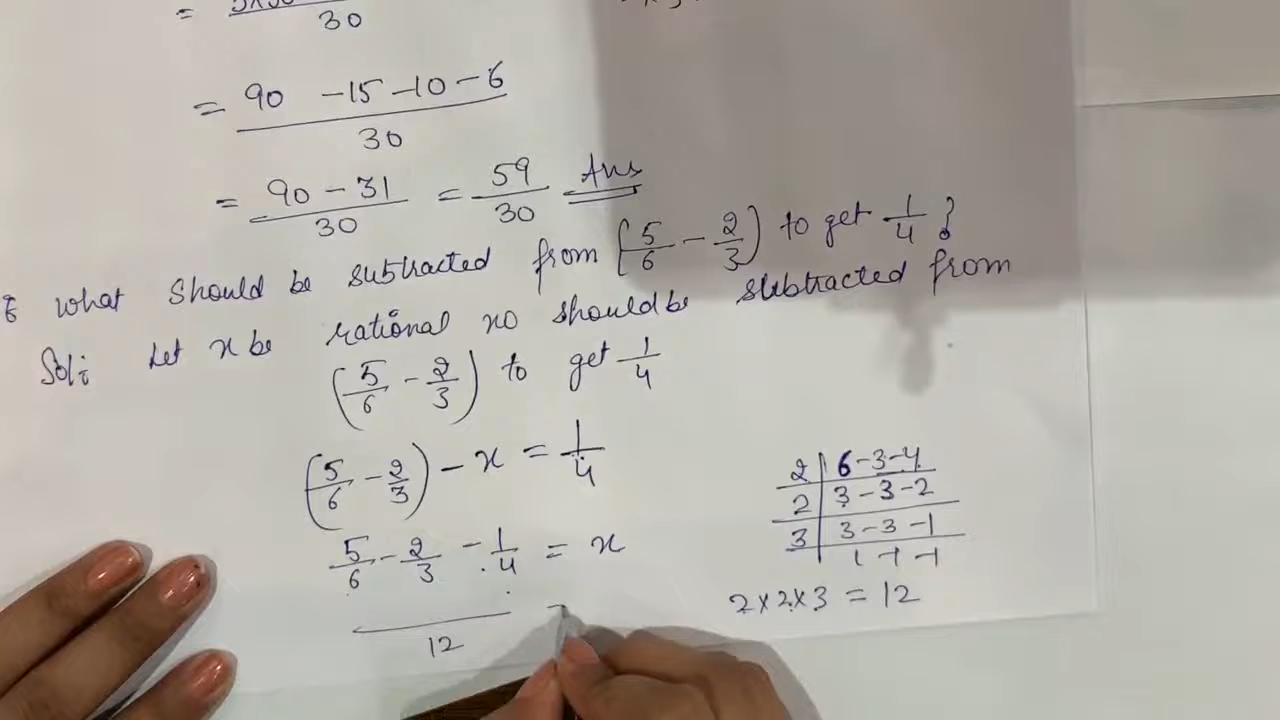 = 30
= 90 - 15 - 10 - 6 / 30
= 90 - 31 / 30 = 59/30 Ans
what should be subtracted from (5/6 - 2/3) to get 1/4 ?
Sol: Let x be rational no should be subtracted from
(5/6 - 2/3) to get 1/4
(5/6 - 2/3) - x = 1/4
5/6 - 2/3 - 1/4 = x
12 =
2 | 6 - 3 - 4
2 | 3 - 3 - 2
3 | 3 - 3 - 1
1 - 1 - 1
2 x 2 x 3 = 12